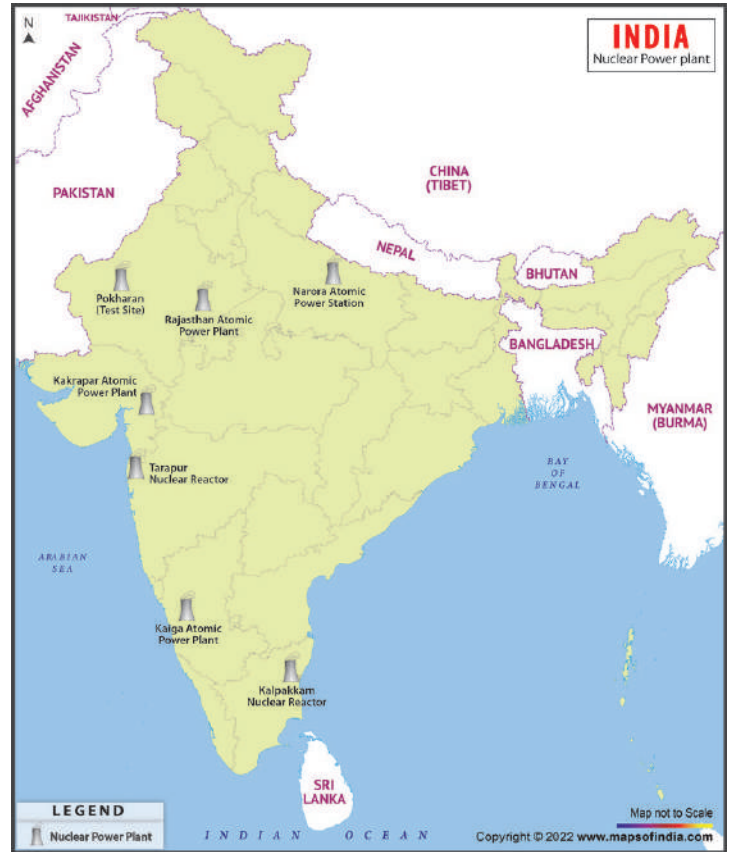 N
TAJIKISTAN
INDIA
Nuclear Power plant
AFGHANISTAN
CHINA
(TIBET)
PAKISTAN
NEPAL
BHUTAN
Pokharan
(Test Site)
Rajasthan Atomic
Power Plant
Narora Atomic
Power Station
BANGLADESH
Kakrapar Atomic
Power Plant
MYANMAR
(BURMA)
Tarapur
Nuclear Reactor
BAY
OF
BENGAL
ARABIAN
SEA
Kaiga Atomic
Power Plant
Kalpakkam
Nuclear Reactor
SRI
LANKA
LEGEND
Nuclear Power Plant
INDIAN OCEAN
Map not to Scale
Copyright © 2022 www.mapsofindia.com